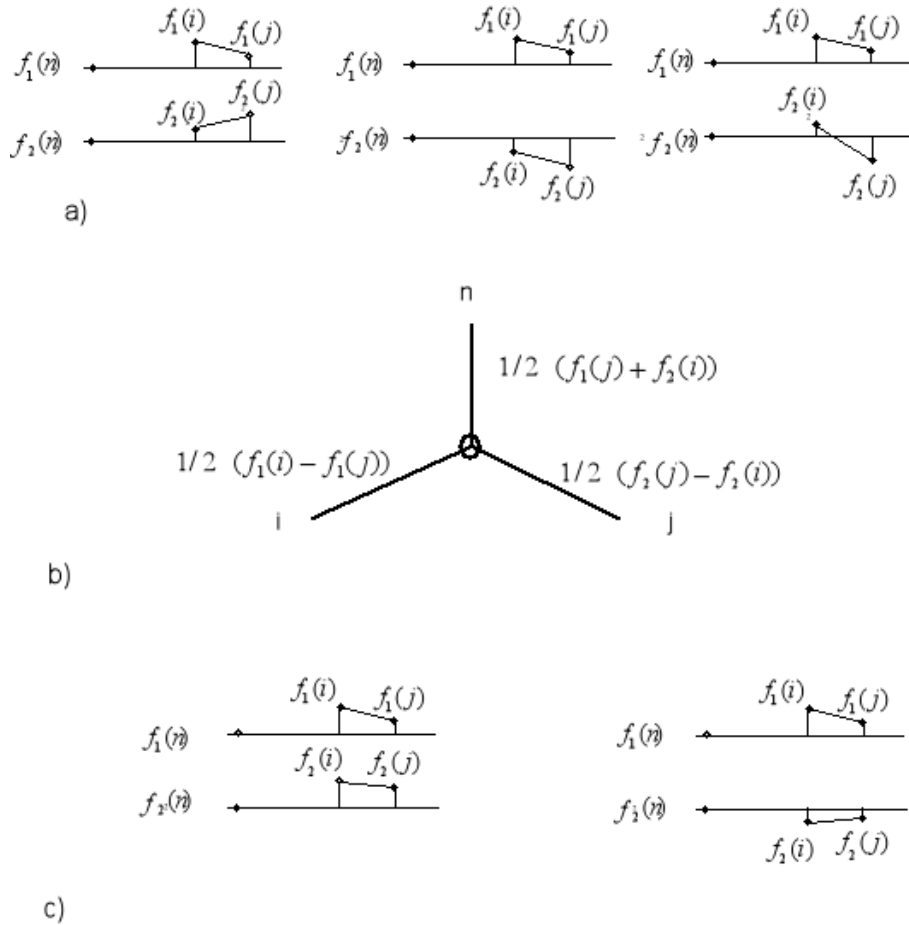 f₁(i) f₁(j) f₁(i) f₁(j) f₁(i) f₁(j)
f₁(n) f₁(n) f₁(n)
f₂(i) f₂(j) f₂(i)
f₂(n) f₂(n) f₂(n)
f₂(i) f₂(j) f₂(j)
a)
n
1/2 (f₁(j) + f₂(i))
1/2 (f₁(i) − f₁(j)) 1/2 (f₂(j) − f₂(i))
i j
b)
f₁(i) f₁(j) f₁(i) f₁(j)
f₁(n) f₁(n)
f₂(i) f₂(j)
f₂(n) f₂(n)
f₂(i) f₂(j)
c)